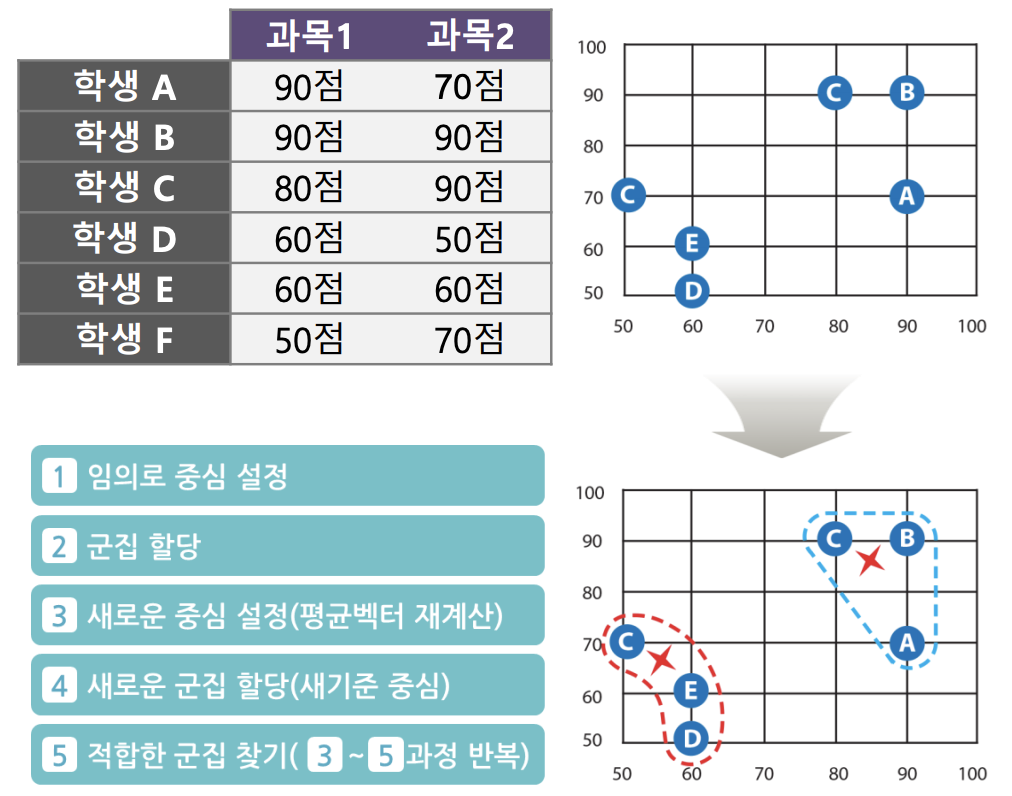 과목1 과목2
학생 A 90점 70점
학생 B 90점 90점
학생 C 80점 90점
학생 D 60점 50점
학생 E 60점 60점
학생 F 50점 70점
100
90
80
70
60
50
C B
C A
E
D
50 60 70 80 90 100
1 임의로 중심 설정
2 군집 할당
3 새로운 중심 설정(평균벡터 재계산)
4 새로운 군집 할당(새기준 중심)
5 적합한 군집 찾기( 3 ~ 5 과정 반복)
100
90
80
70
60
50
C B
C A
E
D
50 60 70 80 90 100